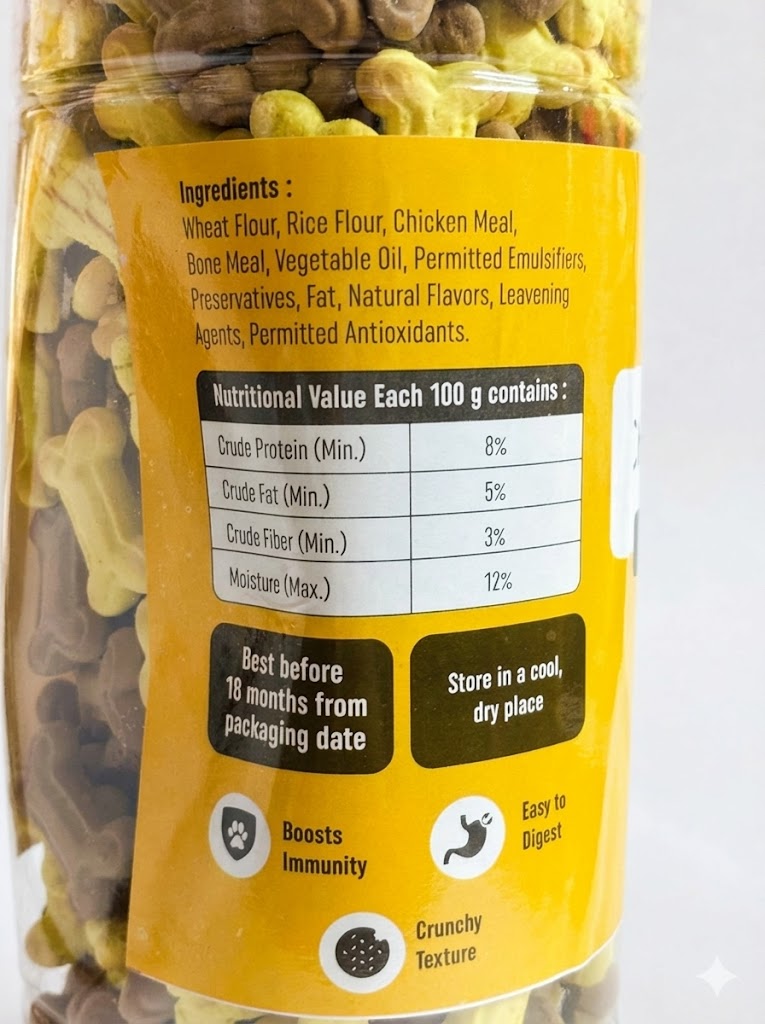 Ingredients :
Wheat Flour, Rice Flour, Chicken Meal,
Bone Meal, Vegetable Oil, Permitted Emulsifiers,
Preservatives, Fat, Natural Flavors, Leavening
Agents, Permitted Antioxidants.
Nutritional Value Each 100 g contains :
Crude Protein (Min.) 8%
Crude Fat (Min.) 5%
Crude Fiber (Min.) 3%
Moisture (Max.) 12%
Best before
18 months from
packaging date
Store in a cool,
dry place
Boosts
Immunity
Easy to
Digest
Crunchy
Texture